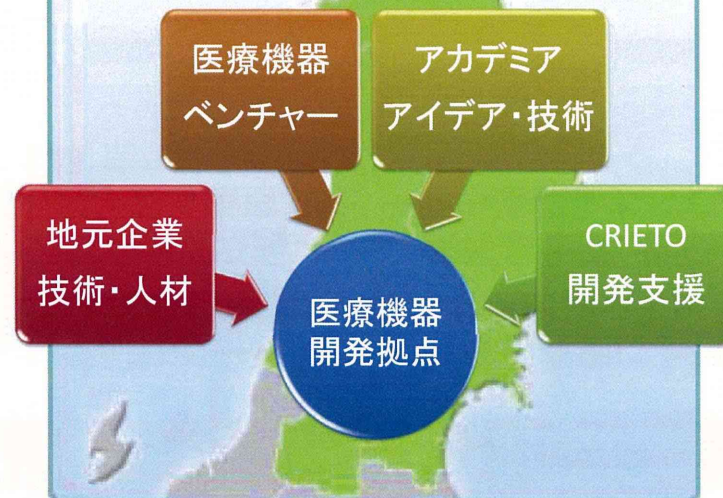 医療機器
ベンチャー
アカデミア
アイデア・技術
地元企業
技術・人材
CRIETO
開発支援
医療機器
開発拠点